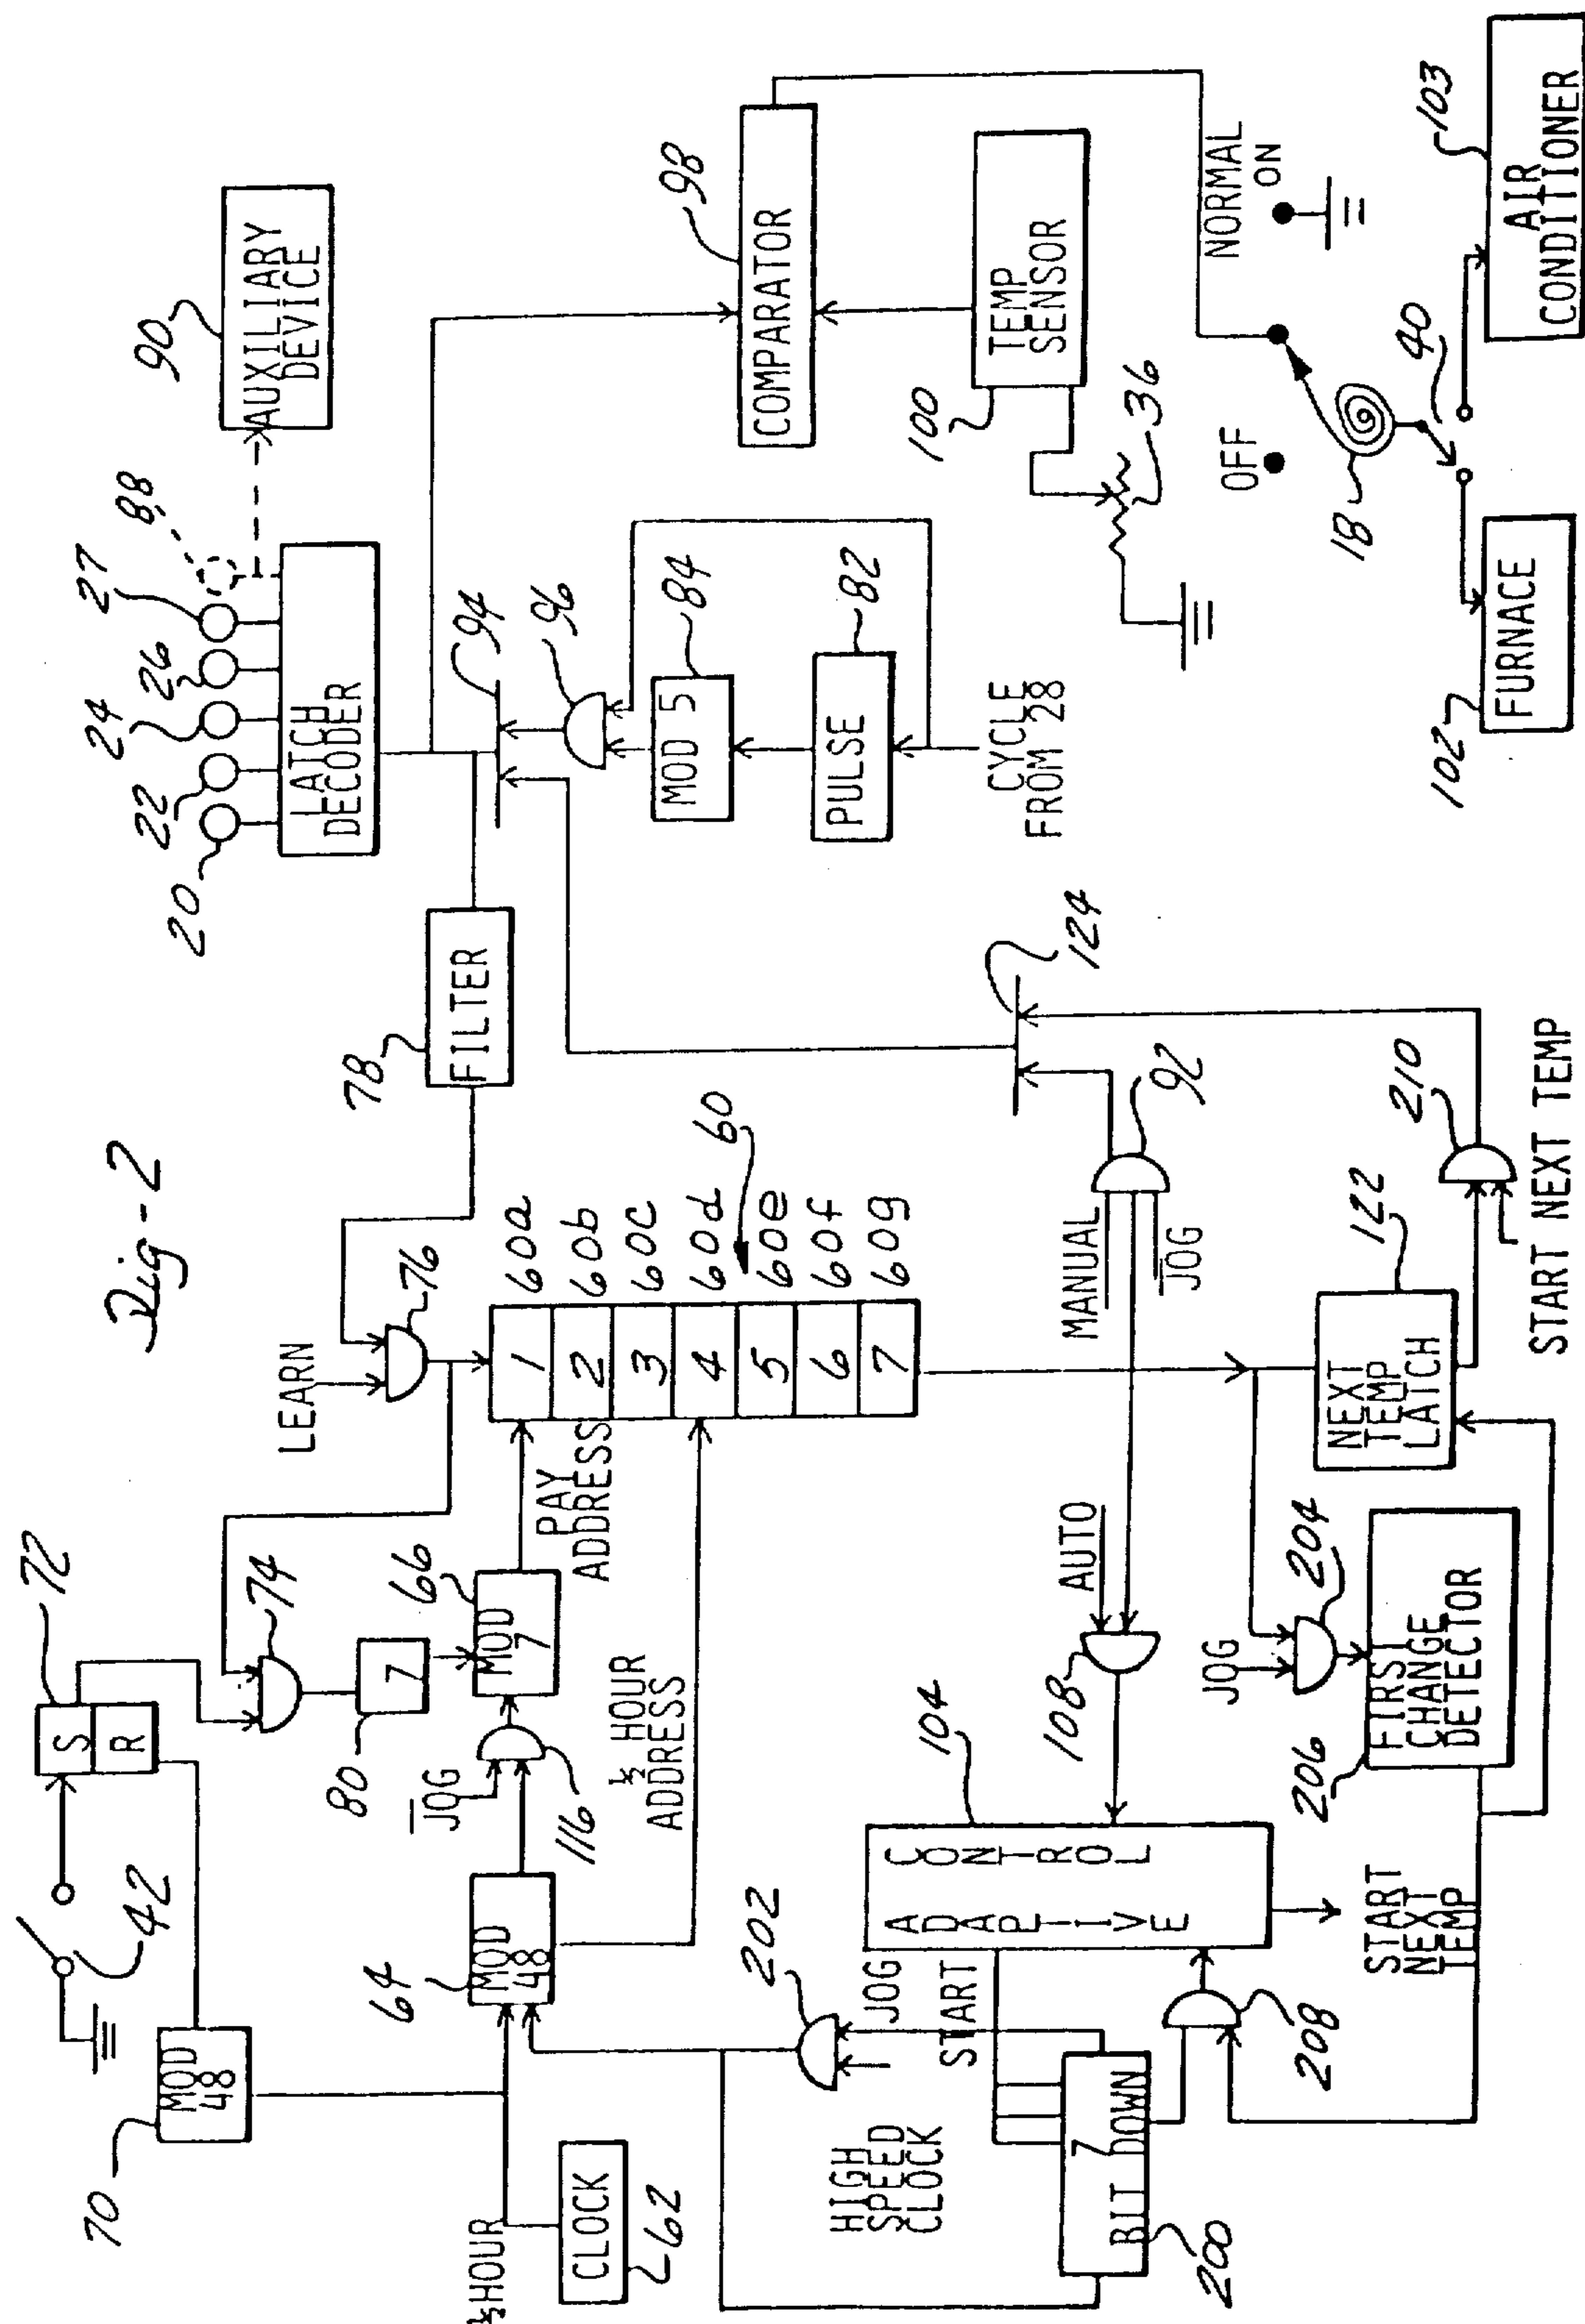 Fig-2
72
S
R
42
70
MOD
48
½ HOUR
CLOCK
62
64
MOD
48
74
80
7
66
MOD
7
JOG
116
PAY
ADDRESS
½ HOUR
ADDRESS
LEARN
76
1
2
3
4
5
6
7
60a
60b
60c
60d
60e
60f
60g
60
78
FILTER
20
22
24
26
27
88
LATCH
DECODER
90
AUXILIARY
DEVICE
94
96
MOD 5
84
PULSE
82
CYCLE
FROM 28
98
COMPARATOR
TEMP
SENSOR
100
36
NORMAL
ON
OFF
18
40
FURNACE
102
AIR
CONDITIONER
103
124
MANUAL
JOG
92
AUTO
108
104
ADAPTIVE
CONTROL
202
JOG
START
HIGH
SPEED
CLOCK
7
BIT DOWN
200
208
START
NEXT
TEMP
JOG
204
FIRST
CHANGE
DETECTOR
206
NEXT
TEMP
LATCH
122
210
START NEXT TEMP